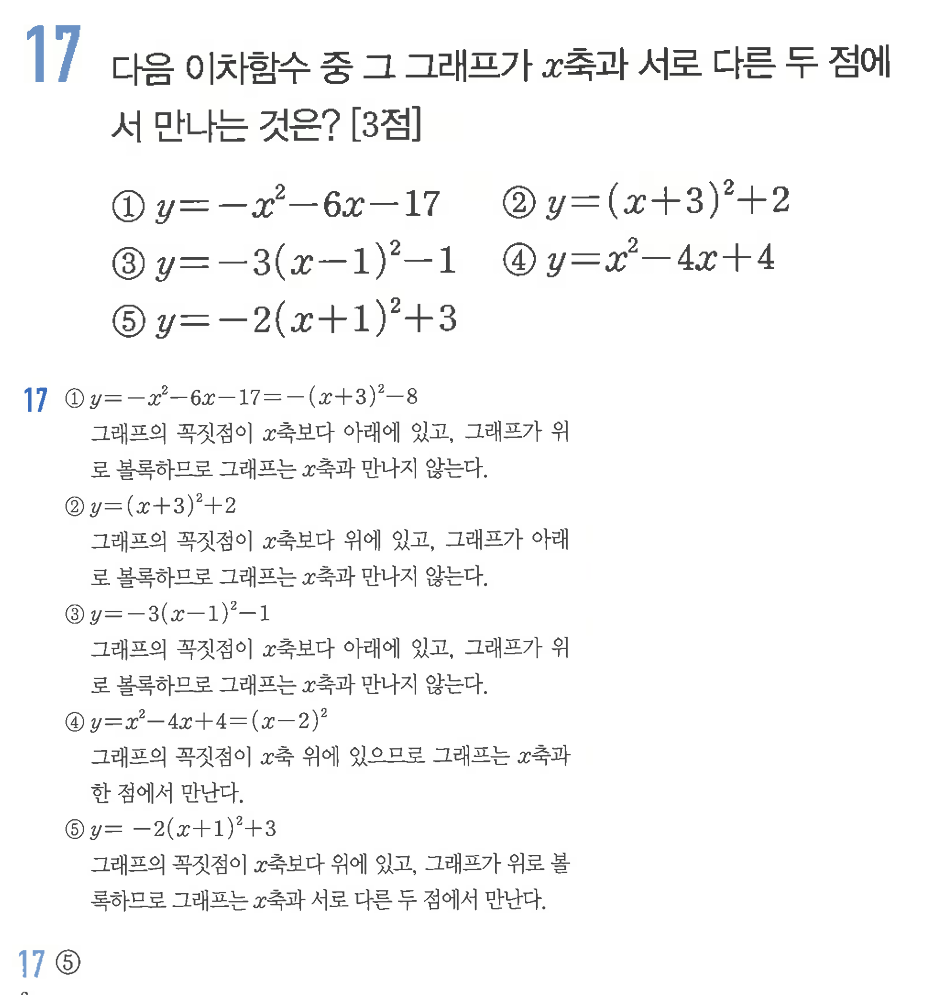 17 다음 이차함수 중 그 그래프가 x축과 서로 다른 두 점에
서 만나는 것은? [3점]
① y=-x²-6x-17 ② y=(x+3)²+2
③ y=-3(x-1)²-1 ④ y=x²-4x+4
⑤ y=-2(x+1)²+3
17 ① y=-x²-6x-17=-(x+3)²-8
그래프의 꼭짓점이 x축보다 아래에 있고, 그래프가 위
로 볼록하므로 그래프는 x축과 만나지 않는다.
② y=(x+3)²+2
그래프의 꼭짓점이 x축보다 위에 있고, 그래프가 아래
로 볼록하므로 그래프는 x축과 만나지 않는다.
③ y=-3(x-1)²-1
그래프의 꼭짓점이 x축보다 아래에 있고, 그래프가 위
로 볼록하므로 그래프는 x축과 만나지 않는다.
④ y=x²-4x+4=(x-2)²
그래프의 꼭짓점이 x축 위에 있으므로 그래프는 x축과
한 점에서 만난다.
⑤ y= -2(x+1)²+3
그래프의 꼭짓점이 x축보다 위에 있고, 그래프가 위로 볼
록하므로 그래프는 x축과 서로 다른 두 점에서 만난다.
17 ⑤